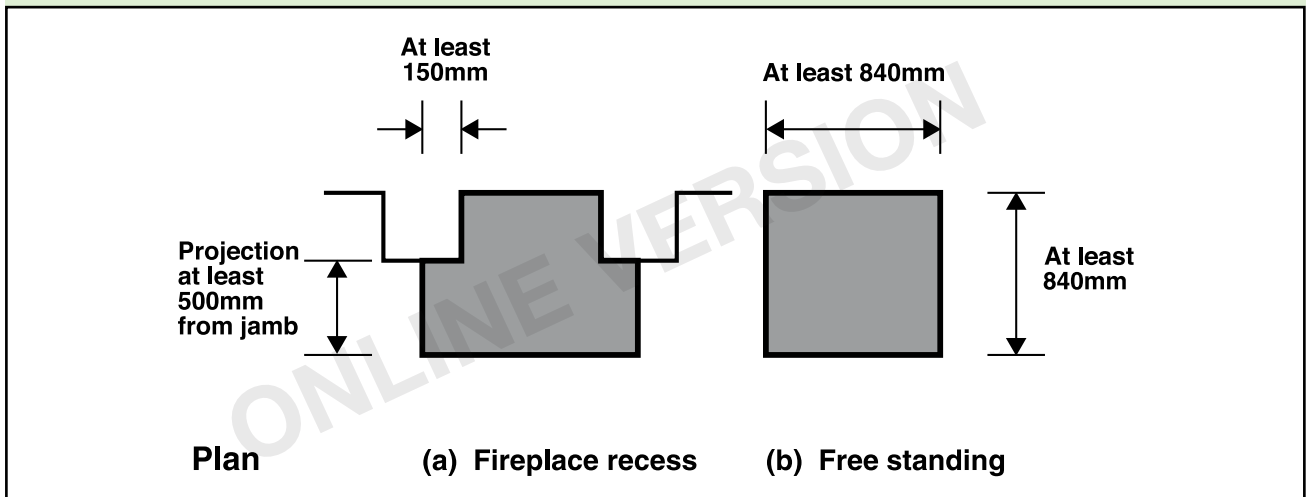 At least
150mm
At least 840mm
Projection
at least
500mm
from jamb
At least
840mm
ONLINE VERSION
Plan
(a) Fireplace recess
(b) Free standing